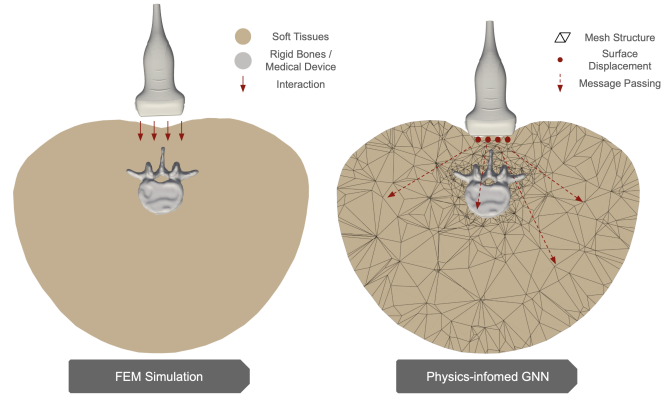 Soft Tissues
Rigid Bones /
Medical Device
Interaction
Mesh Structure
Surface
Displacement
Message Passing
FEM Simulation
Physics-infomed GNN